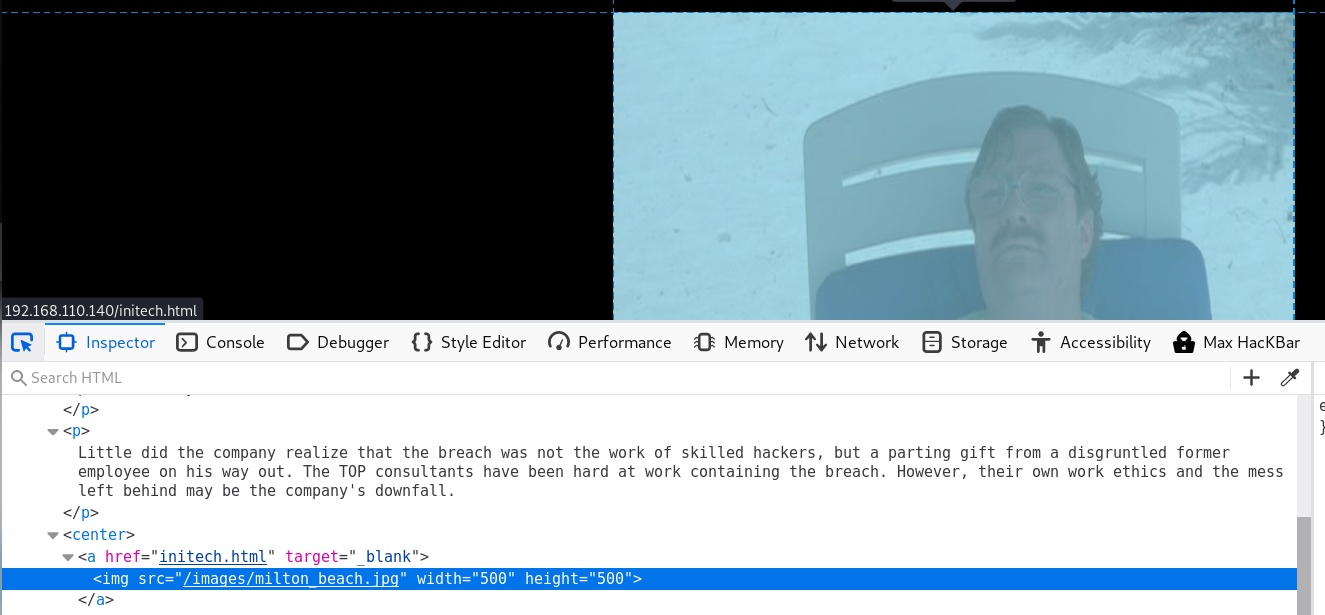 192.168.110.140/initech.html
Inspector Console Debugger Style Editor Performance Memory Network Storage Accessibility Max HacKBar
Search HTML
</p>
<p>
Little did the company realize that the breach was not the work of skilled hackers, but a parting gift from a disgruntled former
employee on his way out. The TOP consultants have been hard at work containing the breach. However, their own work ethics and the mess
left behind may be the company's downfall.
</p>
<center>
<a href="initech.html" target="_blank">
<img src="/images/milton_beach.jpg" width="500" height="500">
</a>